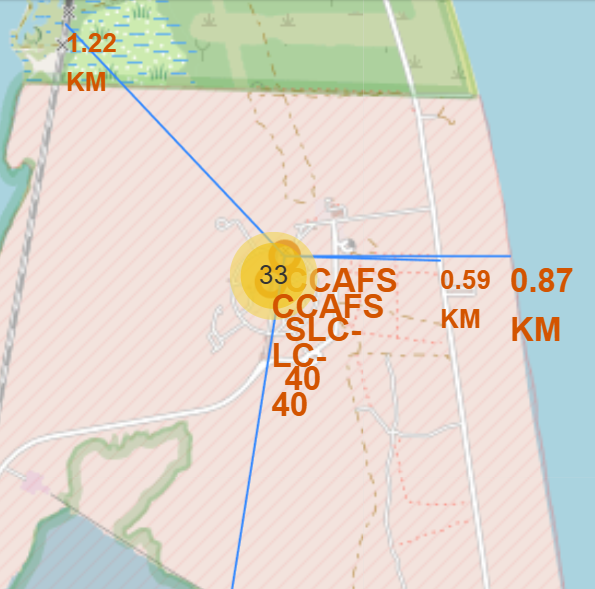 1.22
KM
33
CCAFS
SLC-
40
CCAFS
LC-
40
0.59
KM
0.87
KM